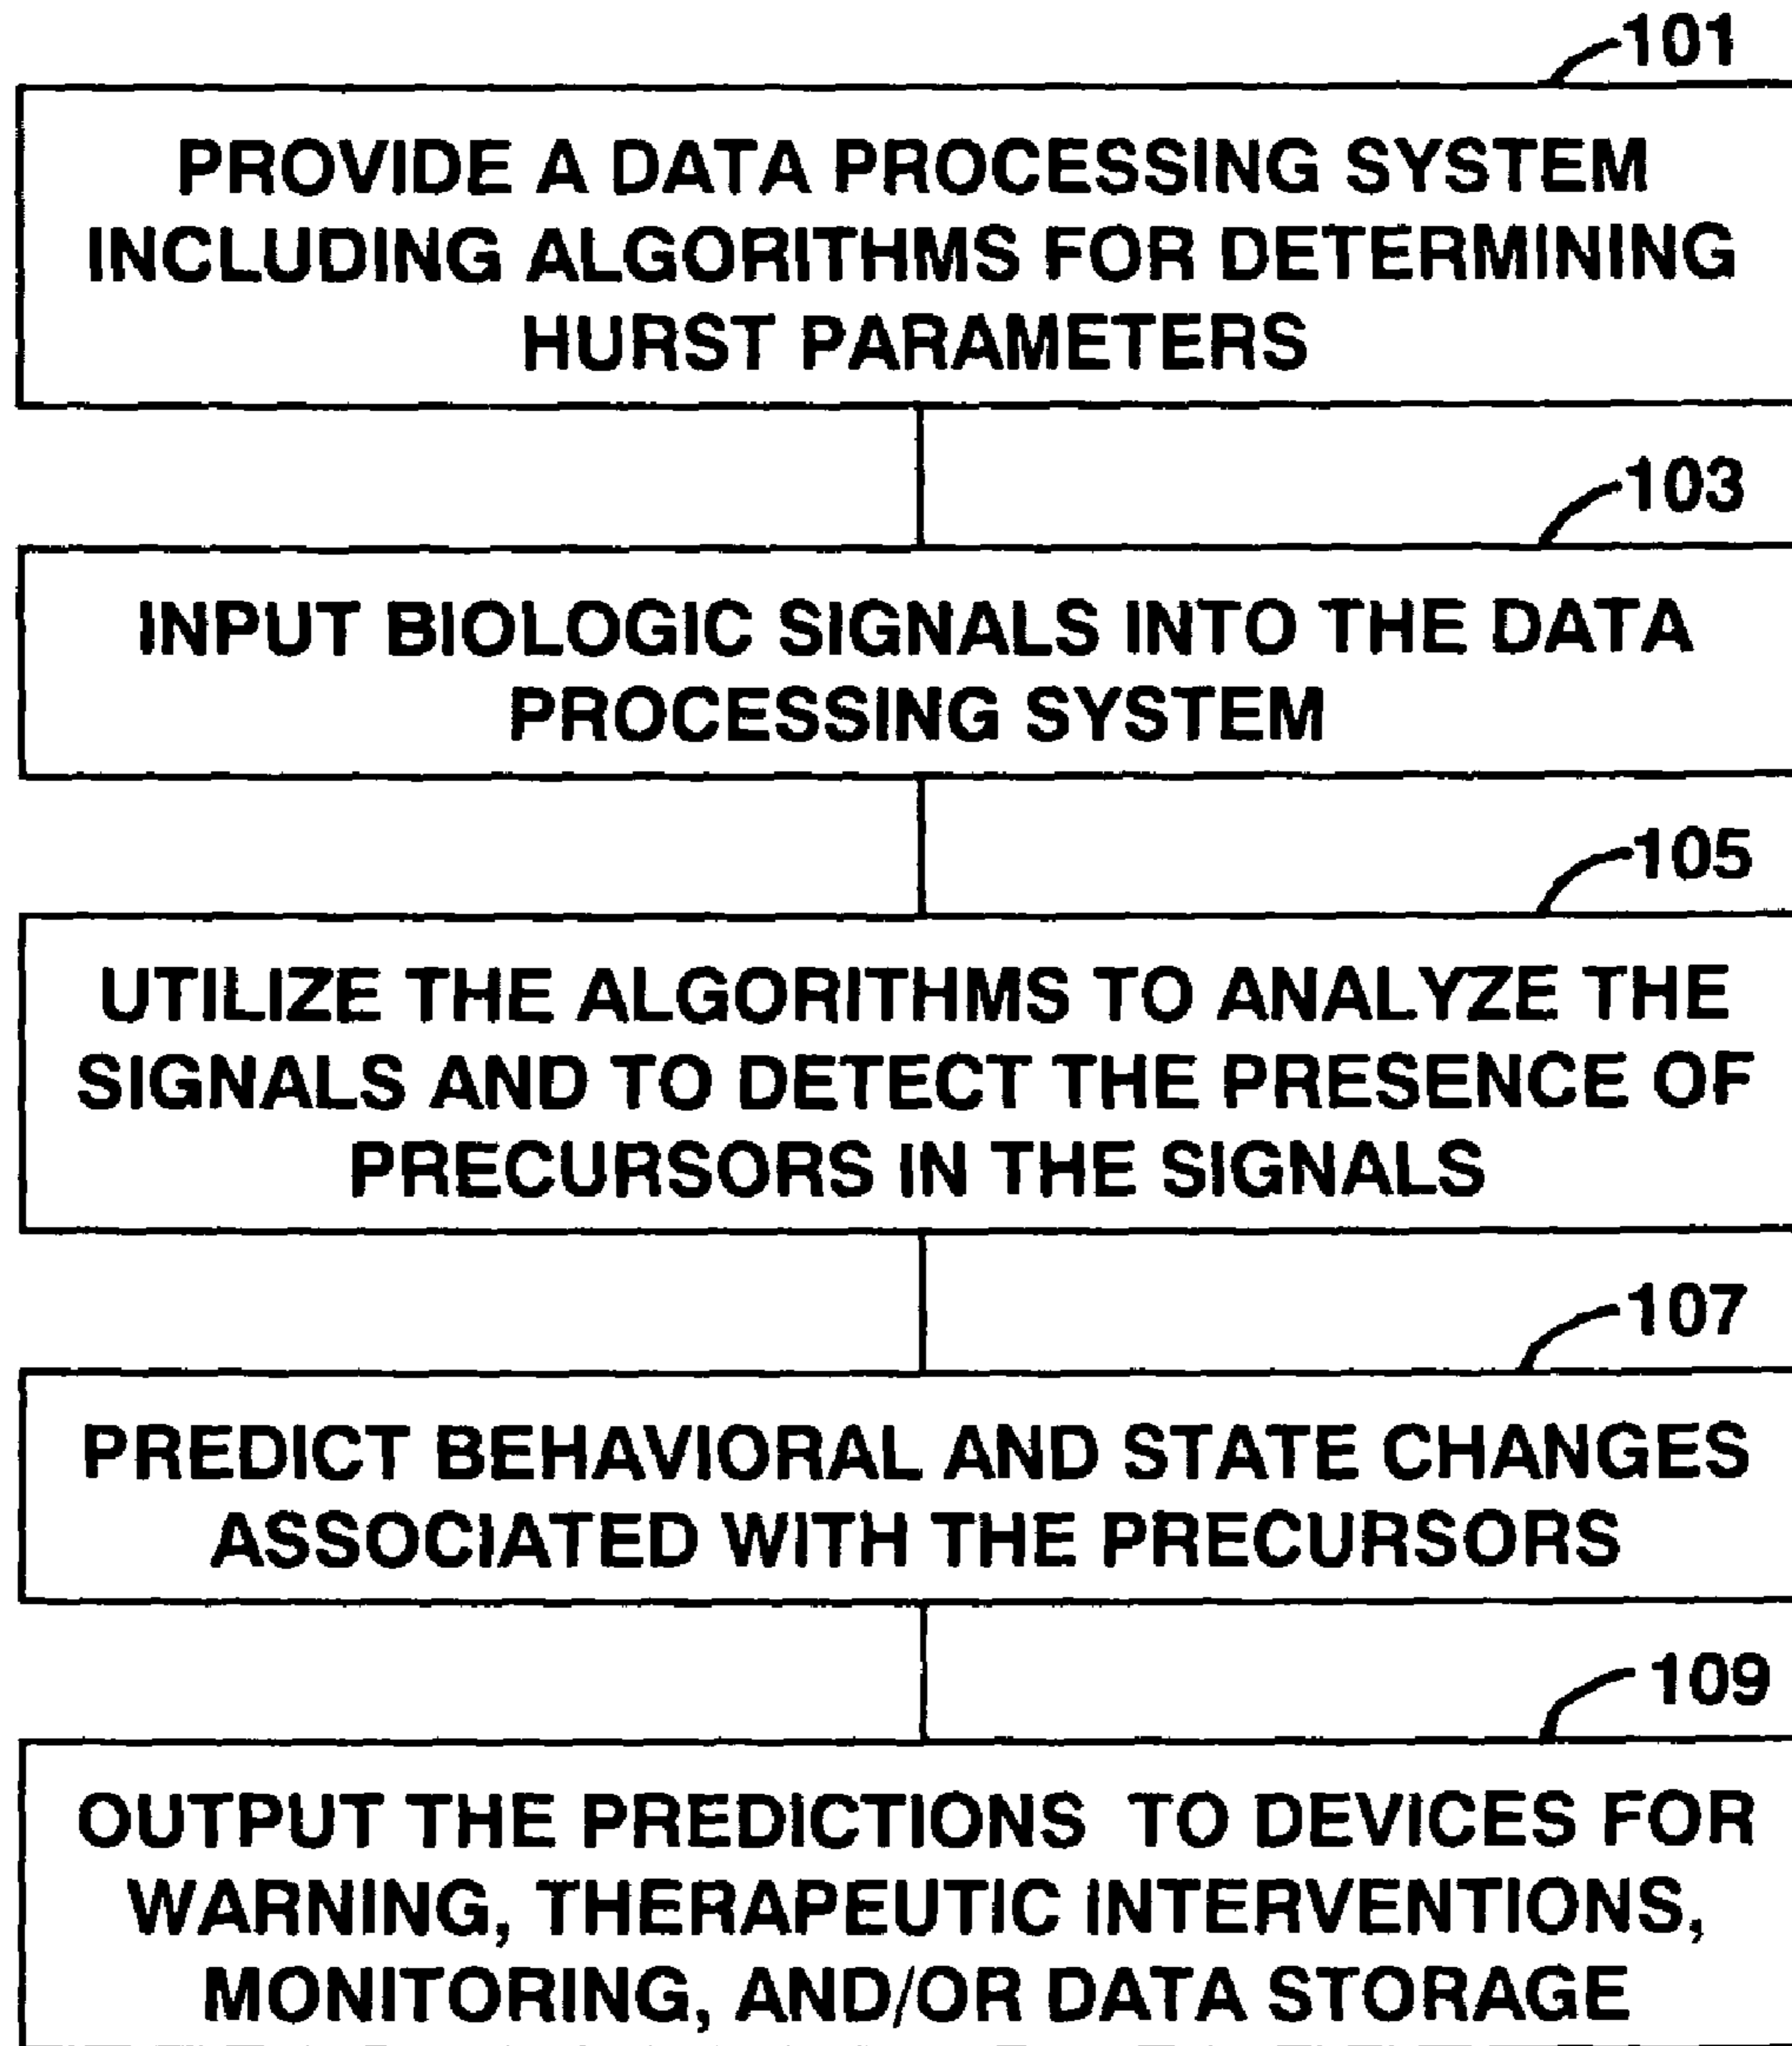 101
PROVIDE A DATA PROCESSING SYSTEM
INCLUDING ALGORITHMS FOR DETERMINING
HURST PARAMETERS
103
INPUT BIOLOGIC SIGNALS INTO THE DATA
PROCESSING SYSTEM
105
UTILIZE THE ALGORITHMS TO ANALYZE THE
SIGNALS AND TO DETECT THE PRESENCE OF
PRECURSORS IN THE SIGNALS
107
PREDICT BEHAVIORAL AND STATE CHANGES
ASSOCIATED WITH THE PRECURSORS
109
OUTPUT THE PREDICTIONS TO DEVICES FOR
WARNING, THERAPEUTIC INTERVENTIONS,
MONITORING, AND/OR DATA STORAGE